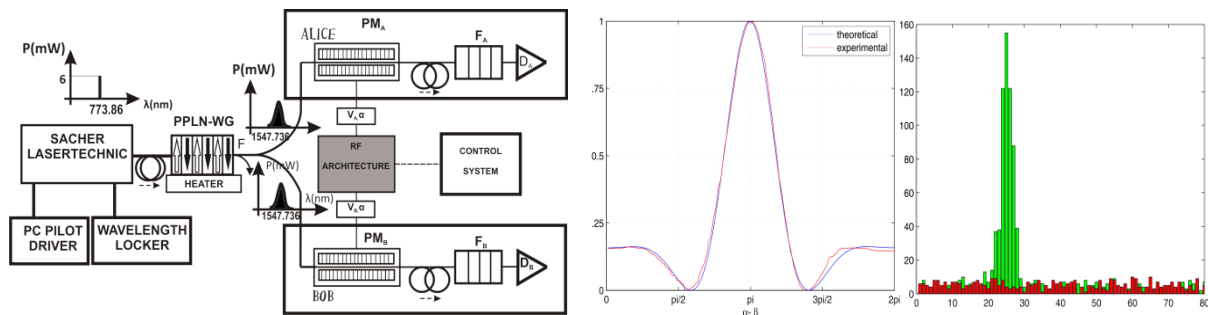 P(mW)
6
773.86
λ(nm)
SACHER
LASERTECHNIC
PC PILOT
DRIVER
WAVELENGTH
LOCKER
PPLN-WG
HEATER
F
P(mW)
1547.736
P(mW)
λ(nm)
1547.736
ALICE
PM_A
F_A
D_A
V_A,α
RF
ARCHITECTURE
CONTROL
SYSTEM
V_B,α
PM_B
BOB
F_B
D_B
1
.75
0.5
.25
0
0
pi/2
pi
3pi/2
2pi
α- β
theoretical
experimental
160
140
120
100
80
60
40
20
0
0 10 20 30 40 50 60 70 80